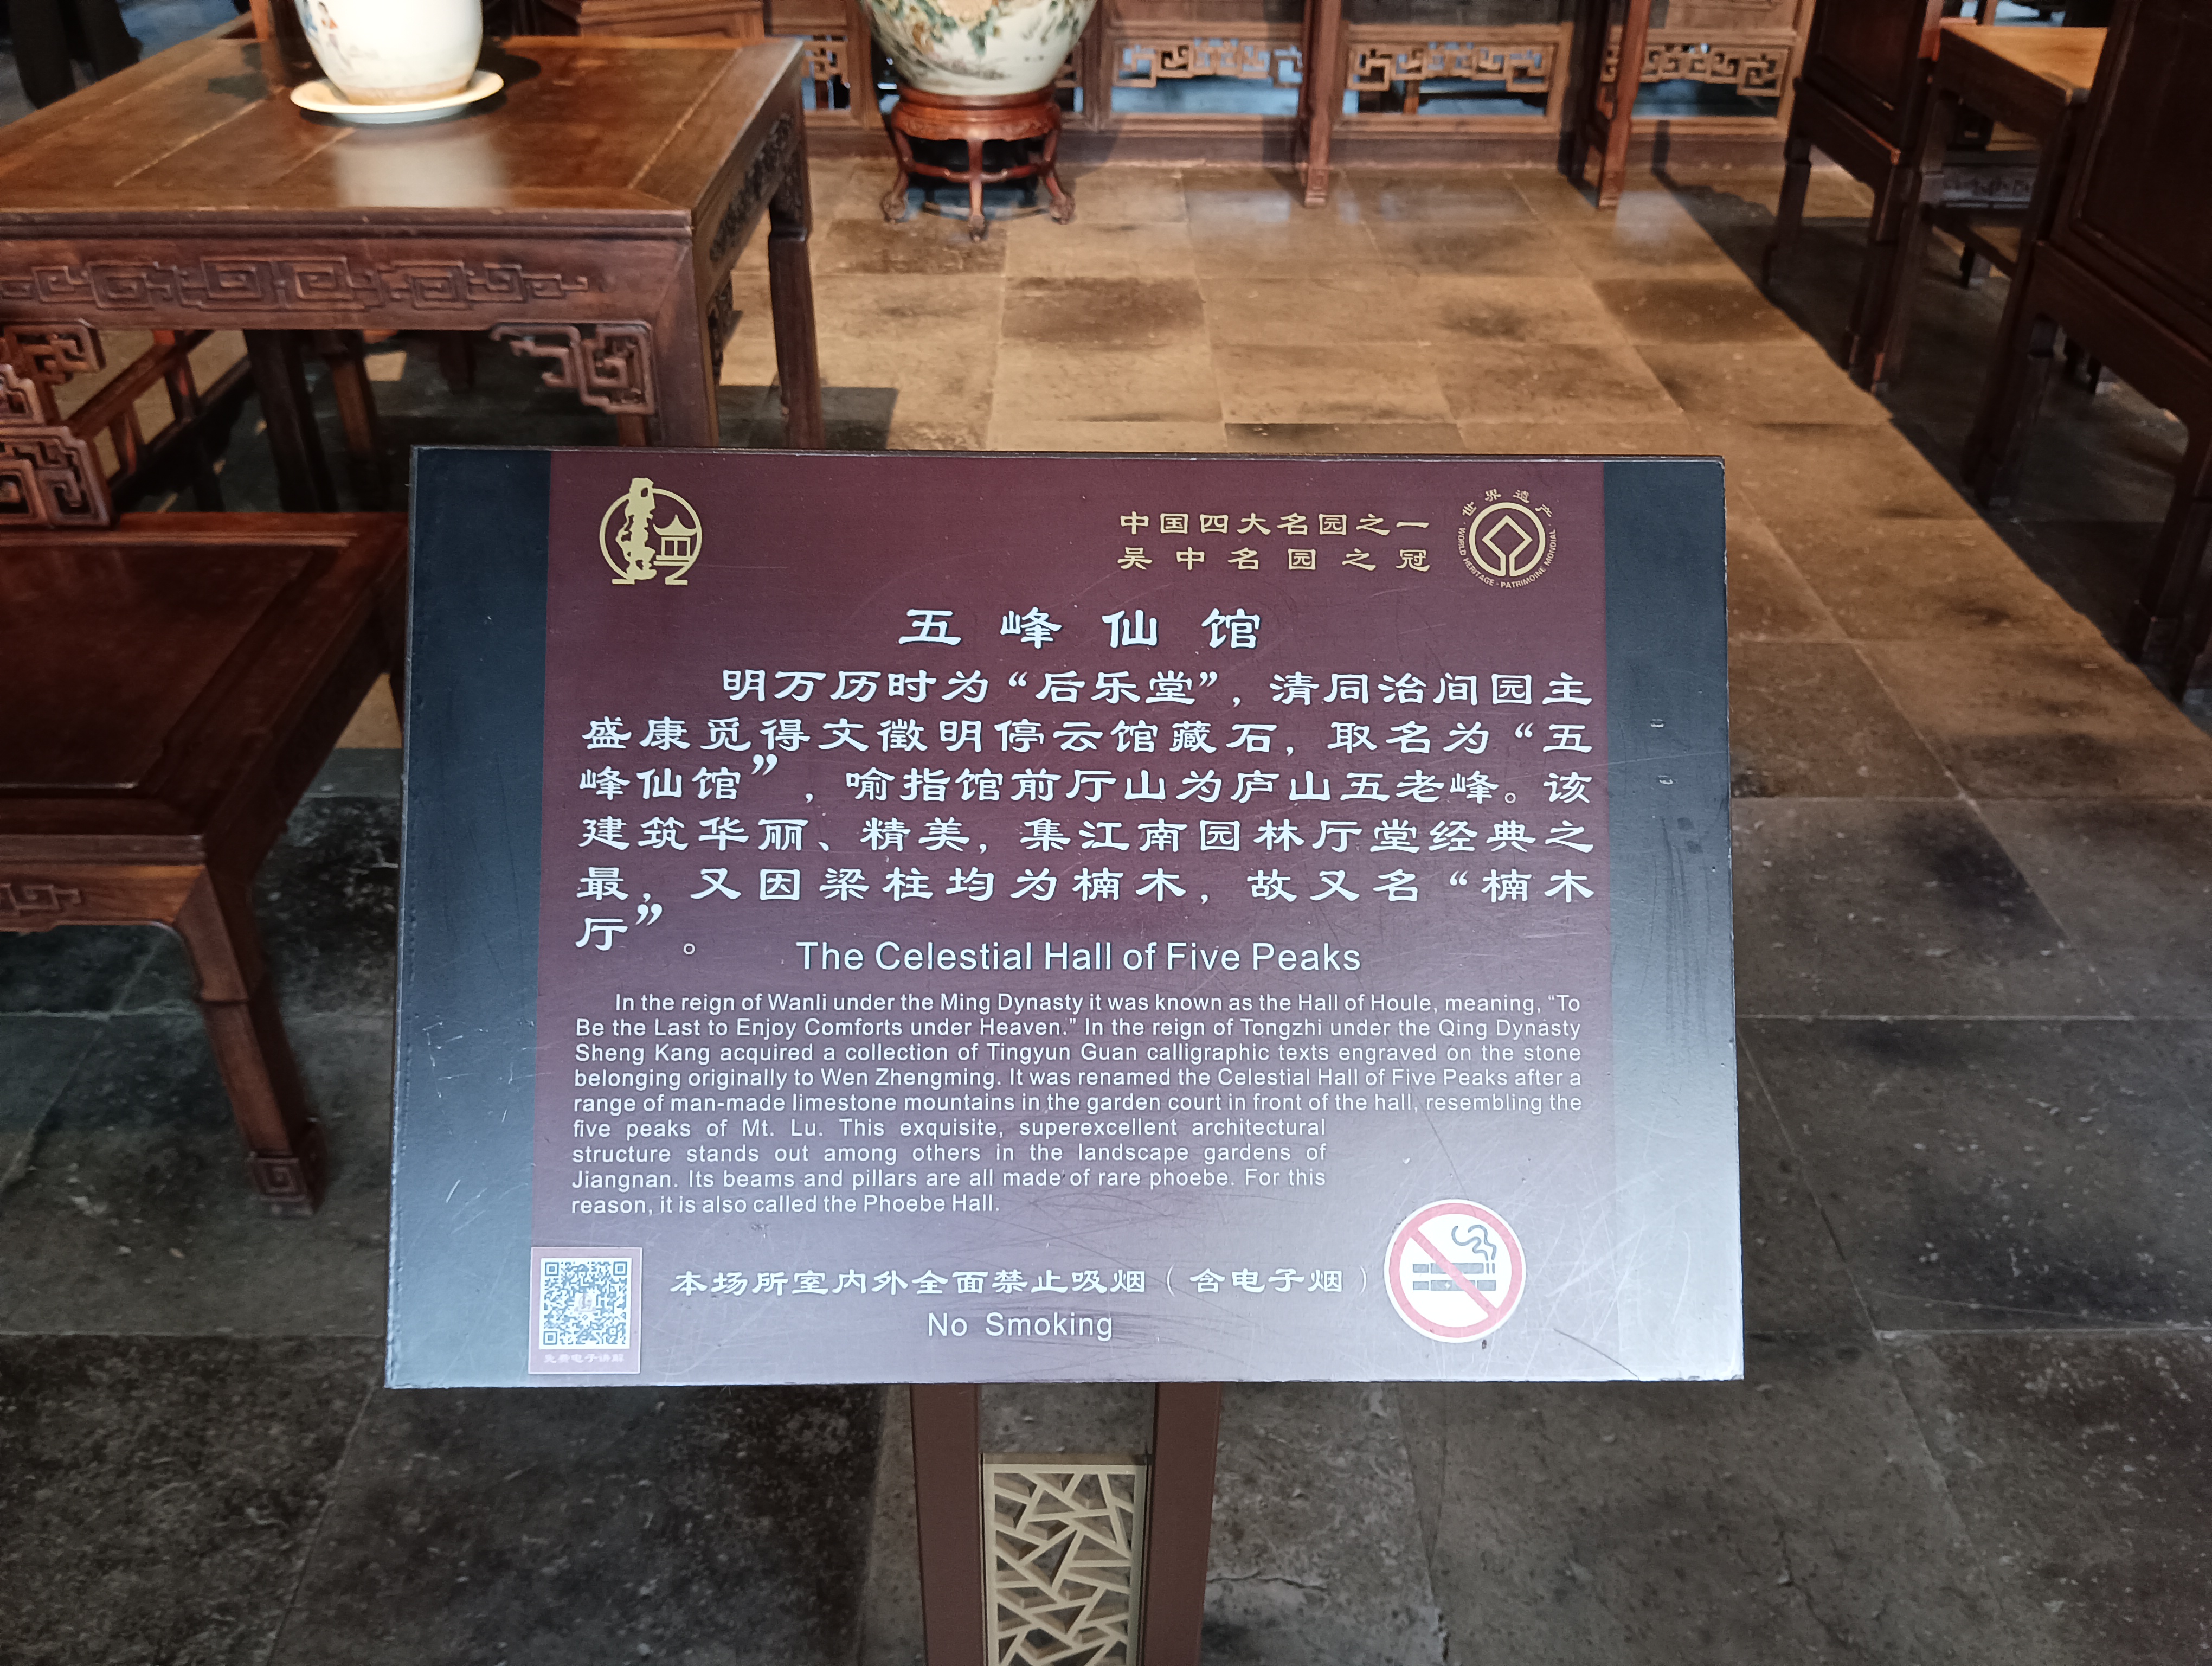 中国四大名园之一
吴中名园之冠
世界遗产
WORLD HERITAGE · PATRIMOINE MONDIAL
五峰仙馆
明万历时为“后乐堂”，清同治间园主
盛康觅得文徵明停云馆藏石，取名为“五
峰仙馆”，喻指馆前厅山为庐山五老峰。该
建筑华丽、精美，集江南园林厅堂经典之
最，又因梁柱均为楠木，故又名“楠木
厅”。
The Celestial Hall of Five Peaks
In the reign of Wanli under the Ming Dynasty it was known as the Hall of Houle, meaning, “To
Be the Last to Enjoy Comforts under Heaven.” In the reign of Tongzhi under the Qing Dynasty
Sheng Kang acquired a collection of Tingyun Guan calligraphic texts engraved on the stone
belonging originally to Wen Zhengming. It was renamed the Celestial Hall of Five Peaks after a
range of man-made limestone mountains in the garden court in front of the hall, resembling the
five peaks of Mt. Lu. This exquisite, superexcellent architectural
structure stands out among others in the landscape gardens of
Jiangnan. Its beams and pillars are all made of rare phoebe. For this
reason, it is also called the Phoebe Hall.
本场所室内外全面禁止吸烟（含电子烟）
No Smoking
免费电子讲解